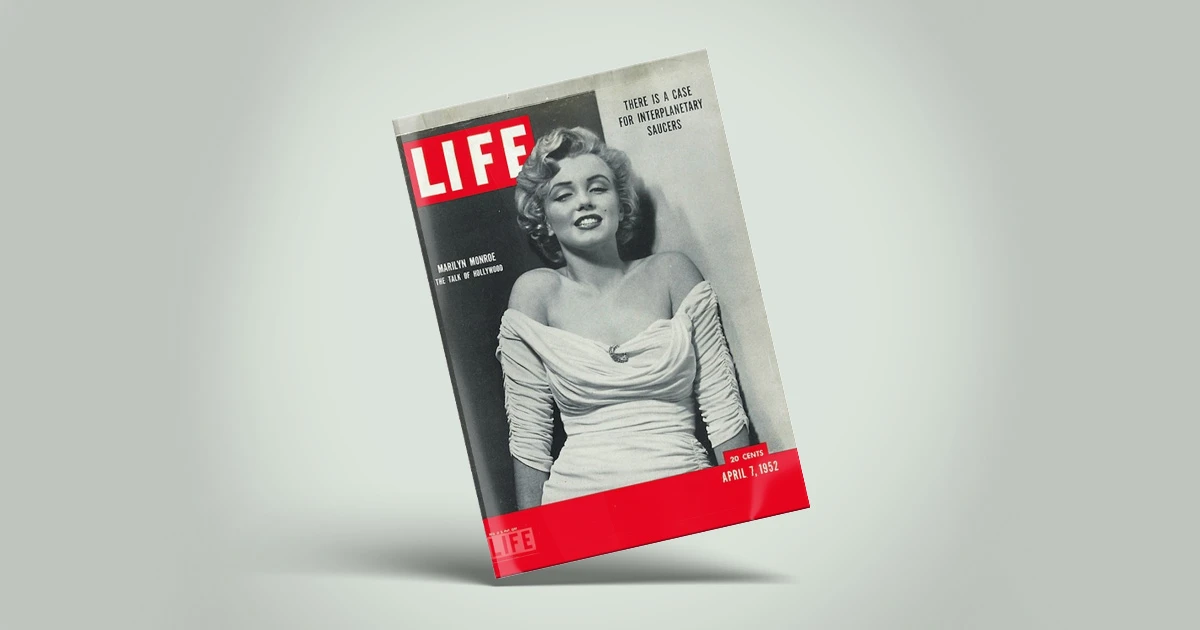 THERE IS A CASE
FOR INTERPLANETARY
SAUCERS
LIFE
MARILYN MONROE
THE TALK OF HOLLYWOOD
20 CENTS
APRIL 7, 1952
LIFE